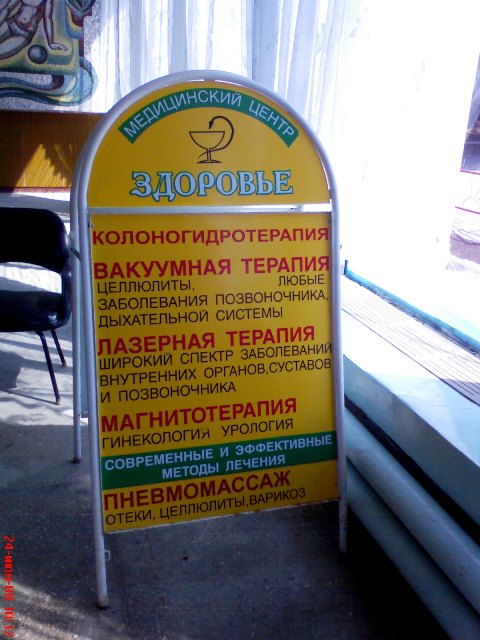 МЕДИЦИНСКИЙ ЦЕНТР
ЗДОРОВЬЕ
КОЛОНОГИДРОТЕРАПИЯ
ВАКУУМНАЯ ТЕРАПИЯ
ЦЕЛЛЮЛИТЫ, ЛЮБЫЕ
ЗАБОЛЕВАНИЯ ПОЗВОНОЧНИКА,
ДЫХАТЕЛЬНОЙ СИСТЕМЫ
ЛАЗЕРНАЯ ТЕРАПИЯ
ШИРОКИЙ СПЕКТР ЗАБОЛЕВАНИЙ
ВНУТРЕННИХ ОРГАНОВ,СУСТАВОВ
И ПОЗВОНОЧНИКА
МАГНИТОТЕРАПИЯ
ГИНЕКОЛОГИЯ УРОЛОГИЯ
СОВРЕМЕННЫЕ И ЭФФЕКТИВНЫЕ
МЕТОДЫ ЛЕЧЕНИЯ
ПНЕВМОМАССАЖ
ОТЕКИ, ЦЕЛЛЮЛИТЫ,ВАРИКОЗ